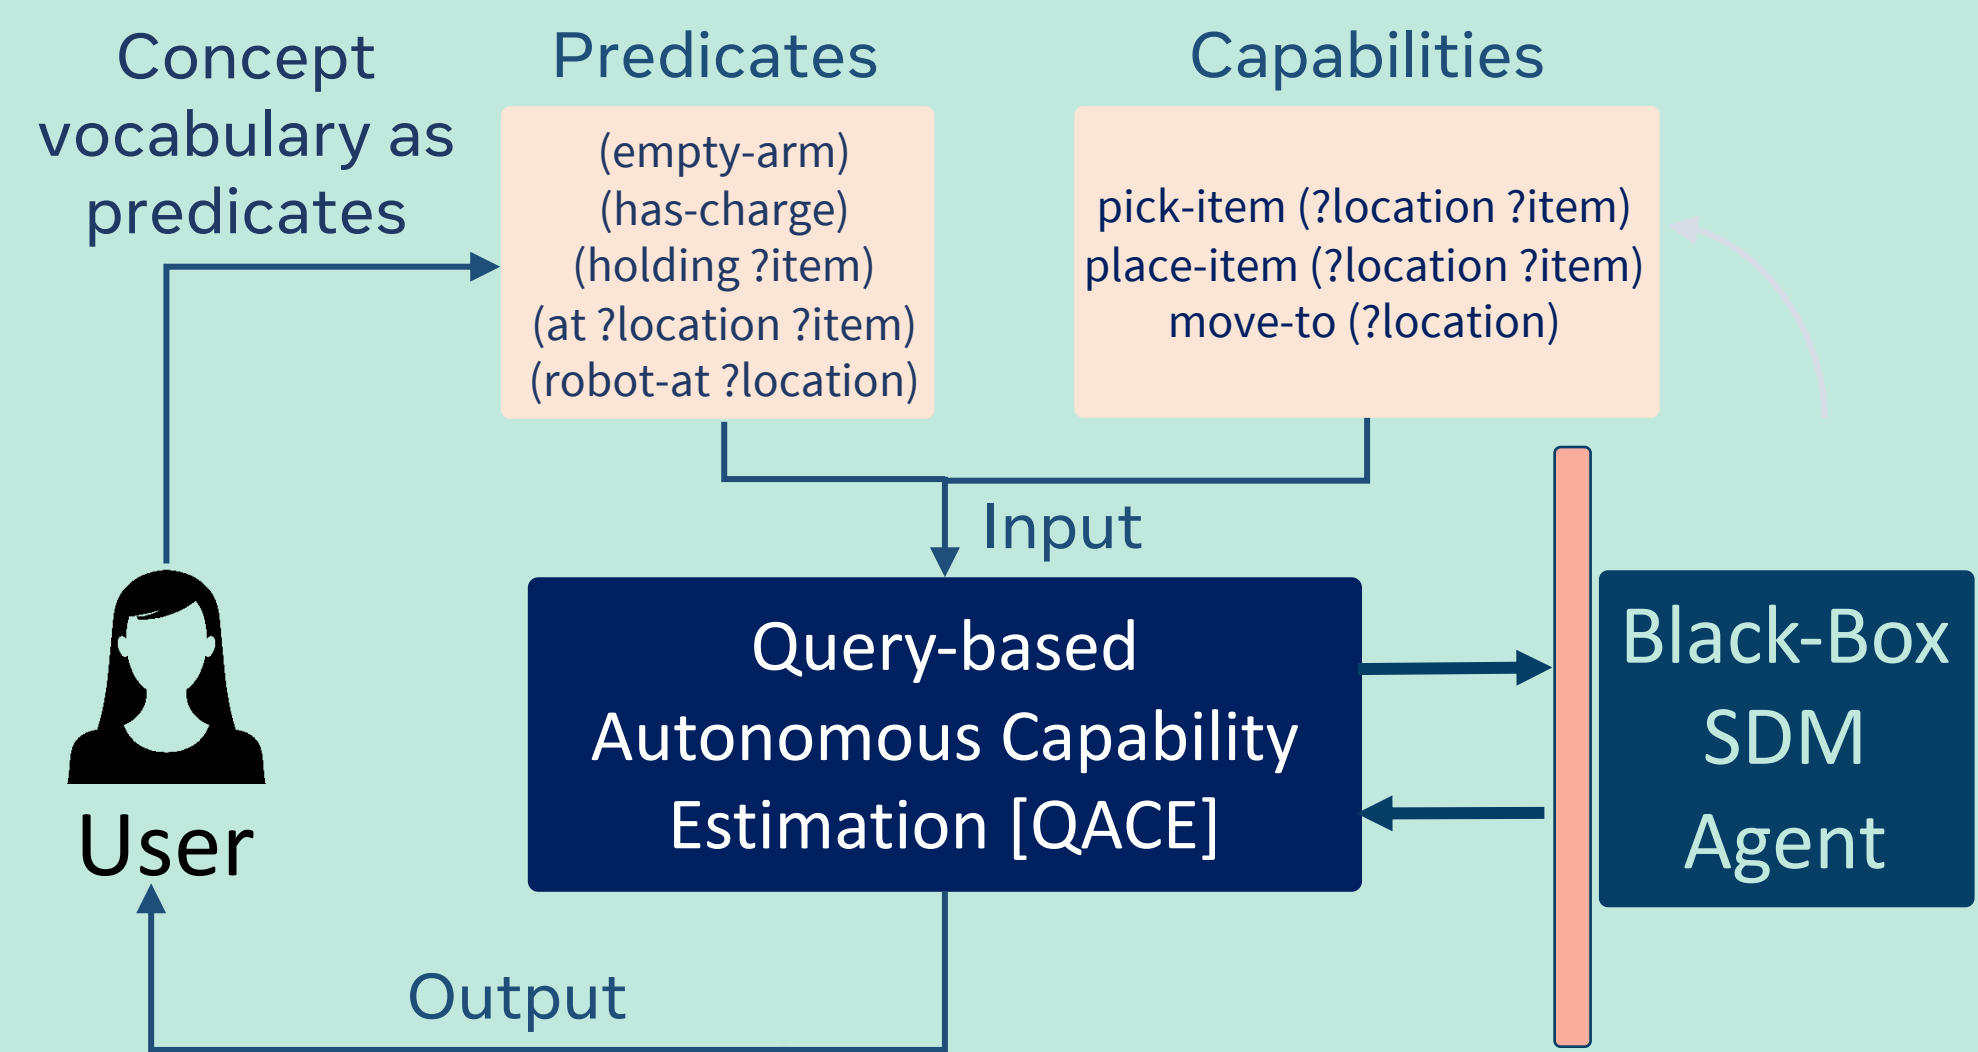 Concept
vocabulary as
predicates
Predicates
(empty-arm)
(has-charge)
(holding ?item)
(at ?location ?item)
(robot-at ?location)
Capabilities
pick-item (?location ?item)
place-item (?location ?item)
move-to (?location)
Input
User
Query-based
Autonomous Capability
Estimation [QACE]
Black-Box
SDM
Agent
Output